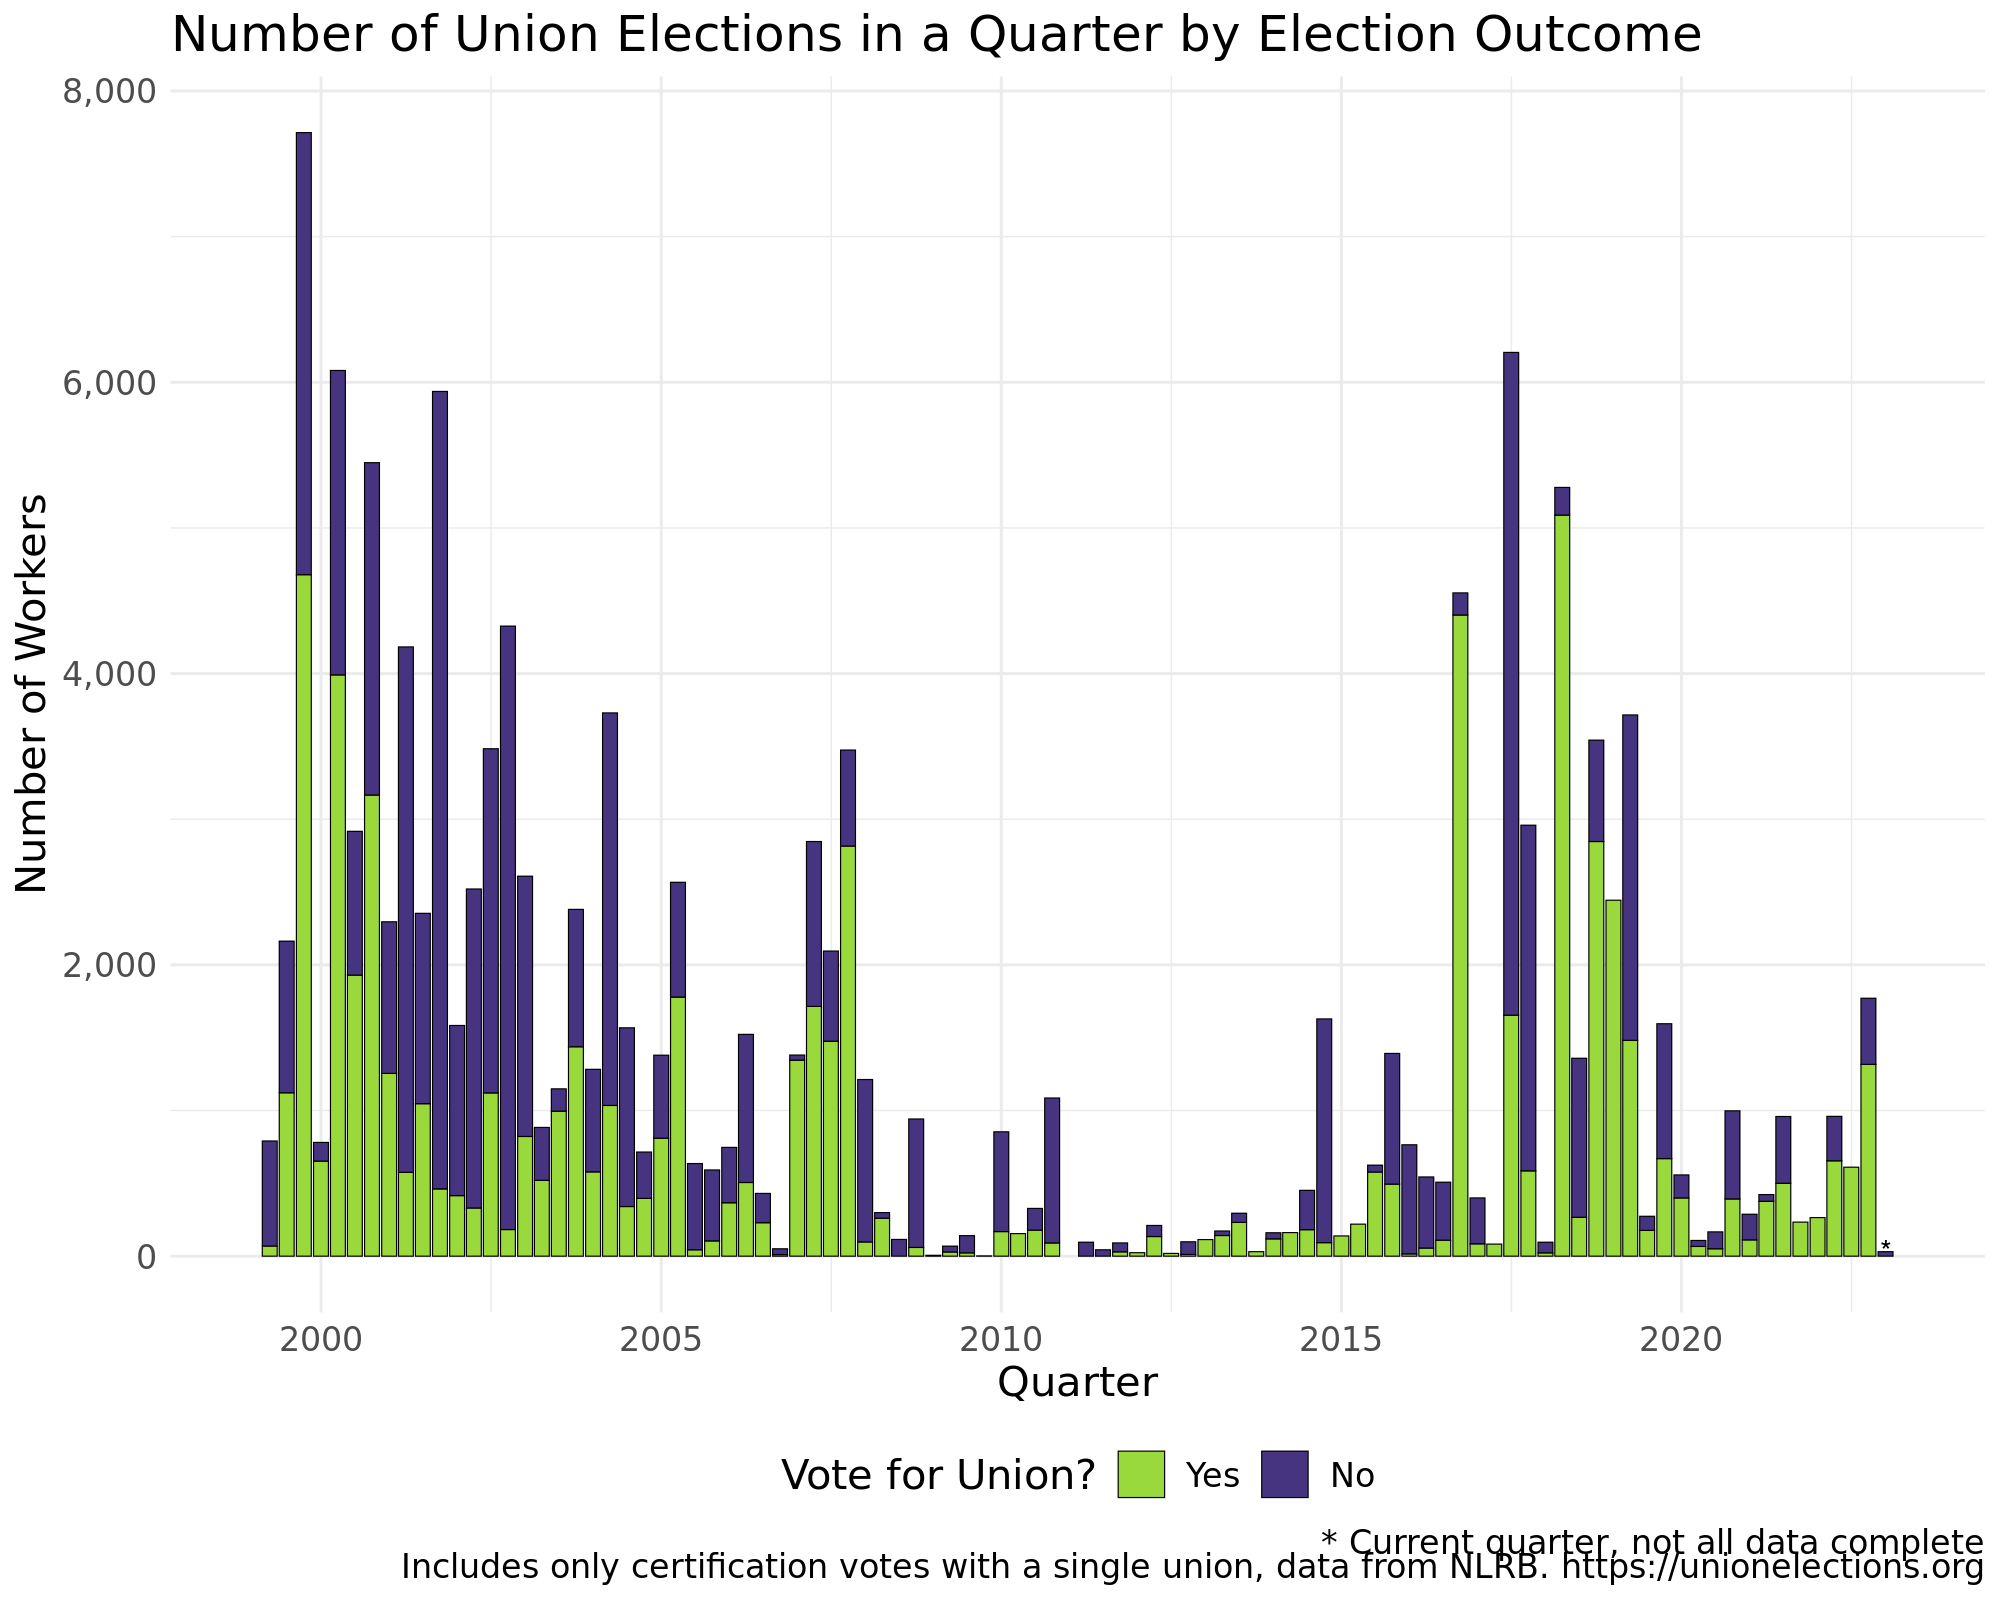 Number of Union Elections in a Quarter by Election Outcome
8,000
6,000
4,000
2,000
0
Number of Workers
*
2000 2005 2010 2015 2020
Quarter
Vote for Union? Yes No
* Current quarter, not all data complete
Includes only certification votes with a single union, data from NLRB. https://unionelections.org